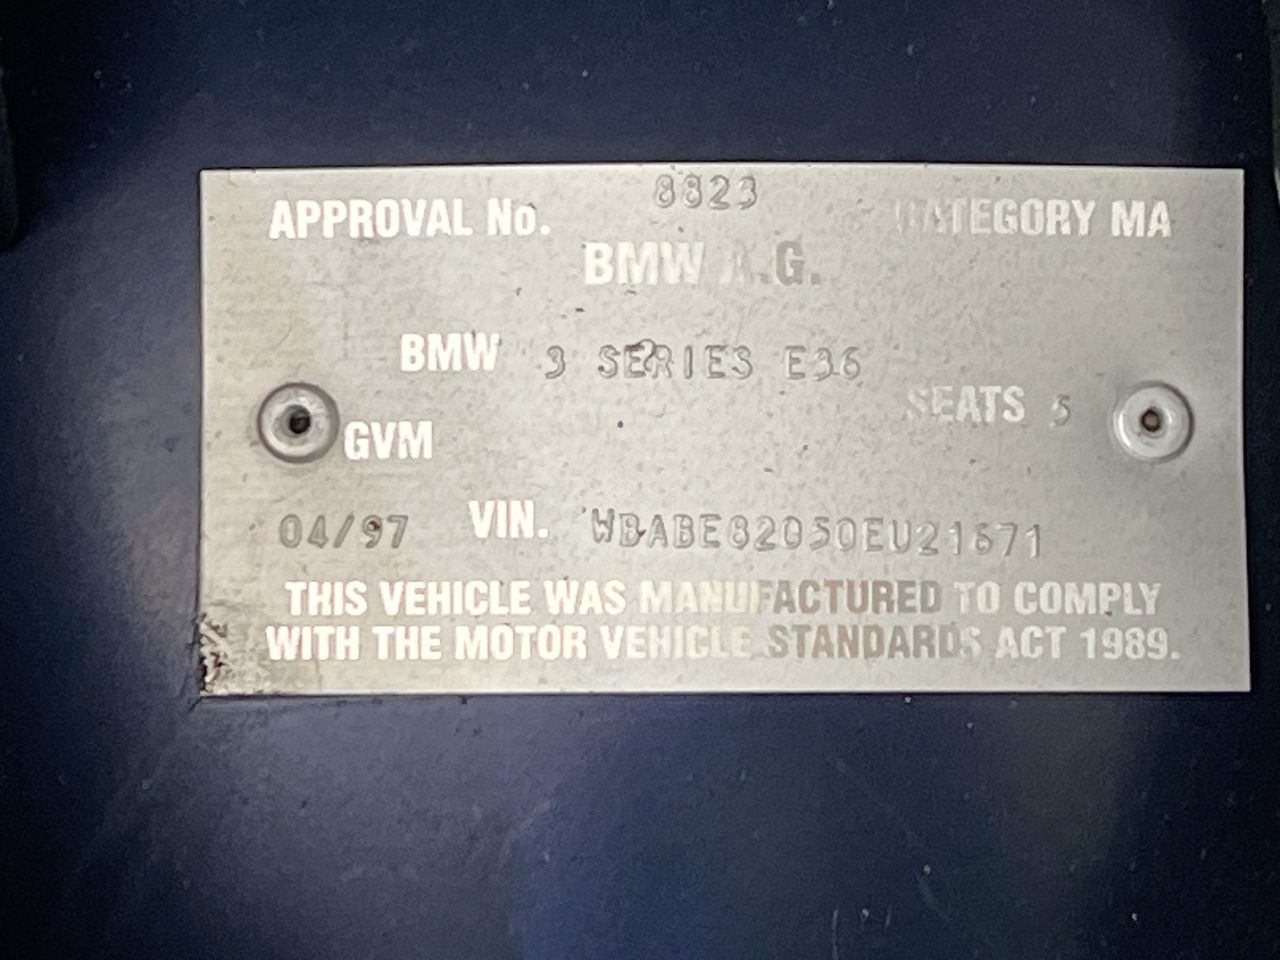 8823
APPROVAL No. CATEGORY MA
BMW A.G.
BMW 3 SERIES E36
SEATS 5
GVM
04/97 VIN. WBABE82050EU21671
THIS VEHICLE WAS MANUFACTURED TO COMPLY
WITH THE MOTOR VEHICLE STANDARDS ACT 1989.